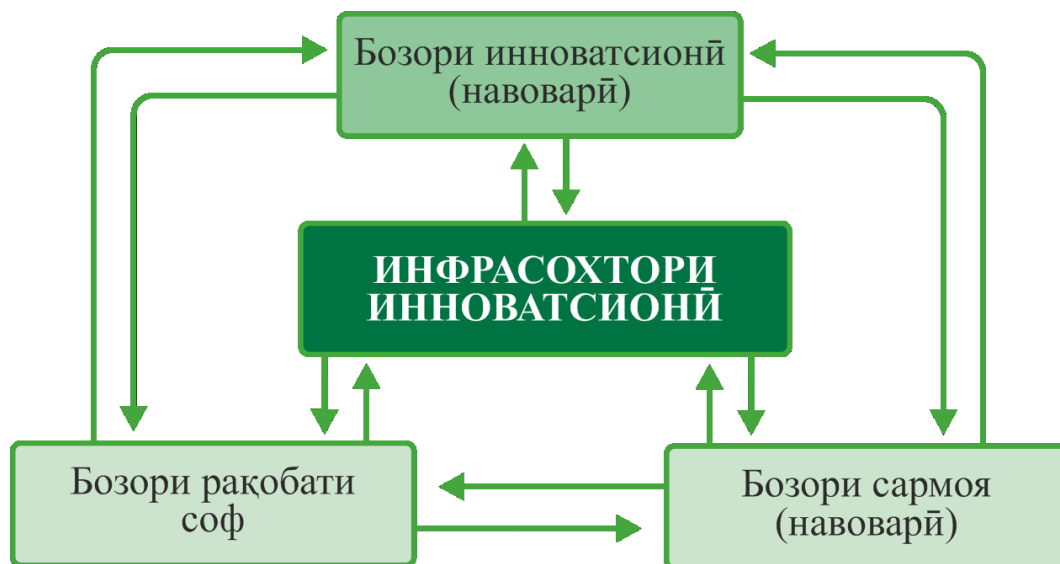 Бозори инноватсионӣ
(навоварӣ)
ИНФРАСОХТОРИ
ИННОВАТСИОНӢ
Бозори рақобати
соф
Бозори сармоя
(навоварӣ)